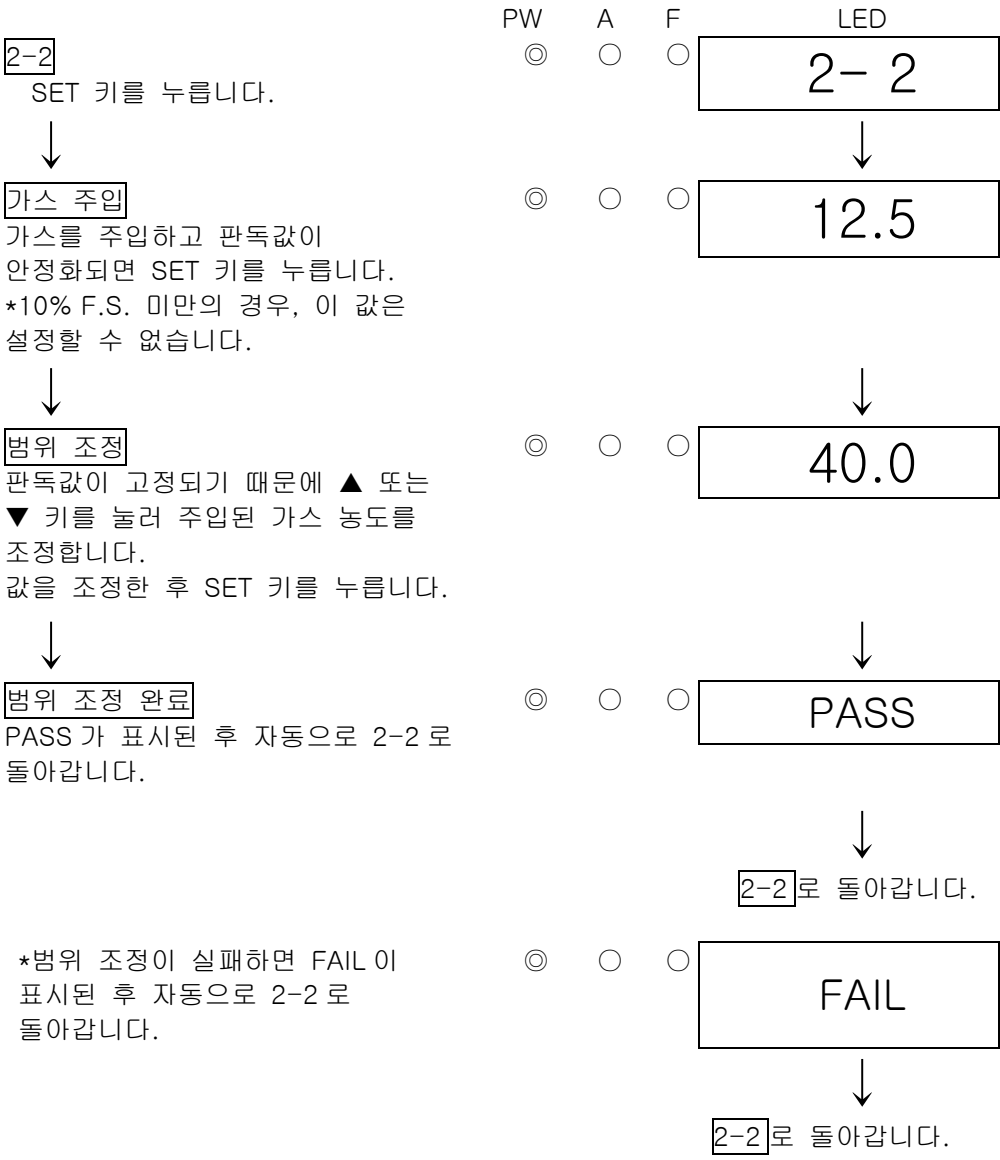 PW A F LED
2-2 ◎ ○ ○ 2- 2
SET 키를 누릅니다.
↓ ↓
가스 주입 ◎ ○ ○ 12.5
가스를 주입하고 판독값이
안정화되면 SET 키를 누릅니다.
*10% F.S. 미만의 경우, 이 값은
설정할 수 없습니다.
↓ ↓
범위 조정 ◎ ○ ○ 40.0
판독값이 고정되기 때문에 ▲ 또는
▼ 키를 눌러 주입된 가스 농도를
조정합니다.
값을 조정한 후 SET 키를 누릅니다.
↓ ↓
범위 조정 완료 ◎ ○ ○ PASS
PASS가 표시된 후 자동으로 2-2로
돌아갑니다.
↓
2-2로 돌아갑니다.
*범위 조정이 실패하면 FAIL이 ◎ ○ ○ FAIL
표시된 후 자동으로 2-2로
돌아갑니다.
↓
2-2로 돌아갑니다.